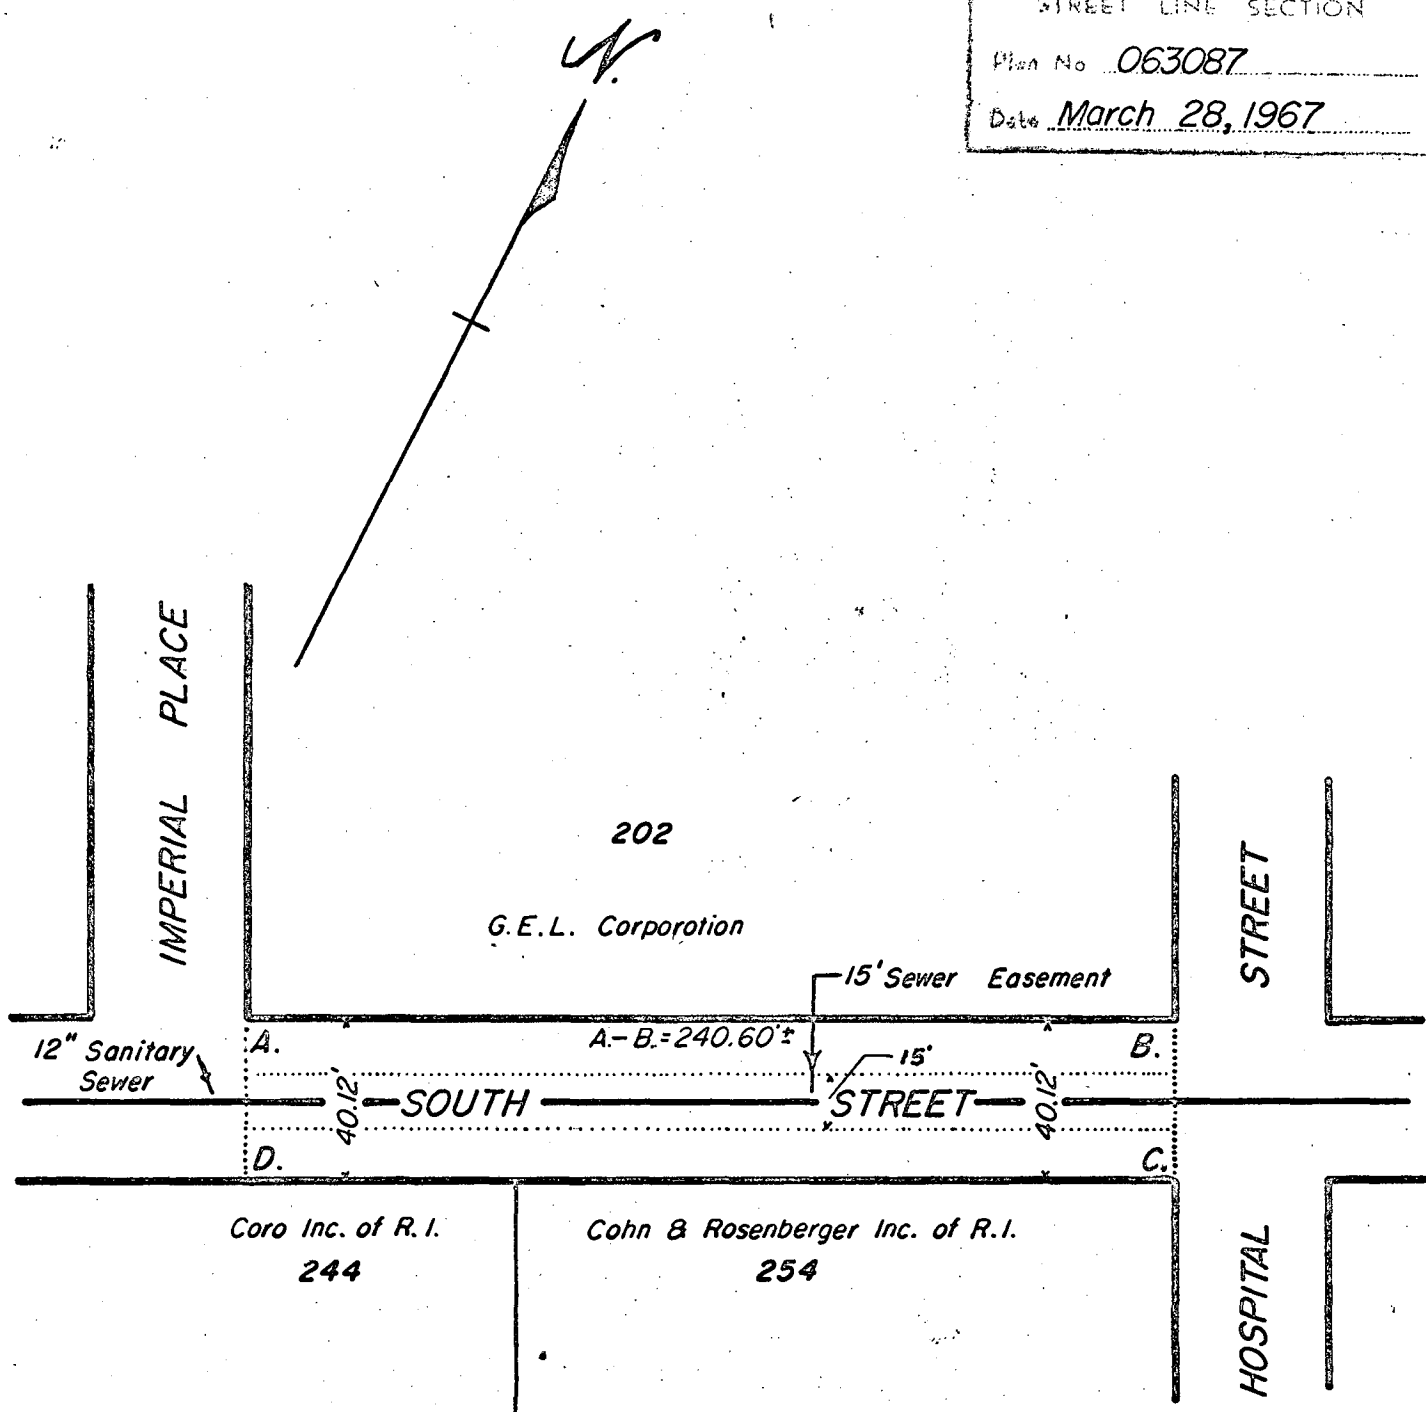 STREET LINE SECTION
Plan No 063087
Date March 28, 1967
N.
IMPERIAL PLACE
202
G.E.L. Corporation
STREET
15' Sewer Easement
A.
A.-B.=240.60'±
B.
12" Sanitary
Sewer
15'
40.12'
SOUTH STREET
40.12'
D.
C.
Coro Inc. of R.I.
244
Cohn & Rosenberger Inc. of R.I.
254
HOSPITAL